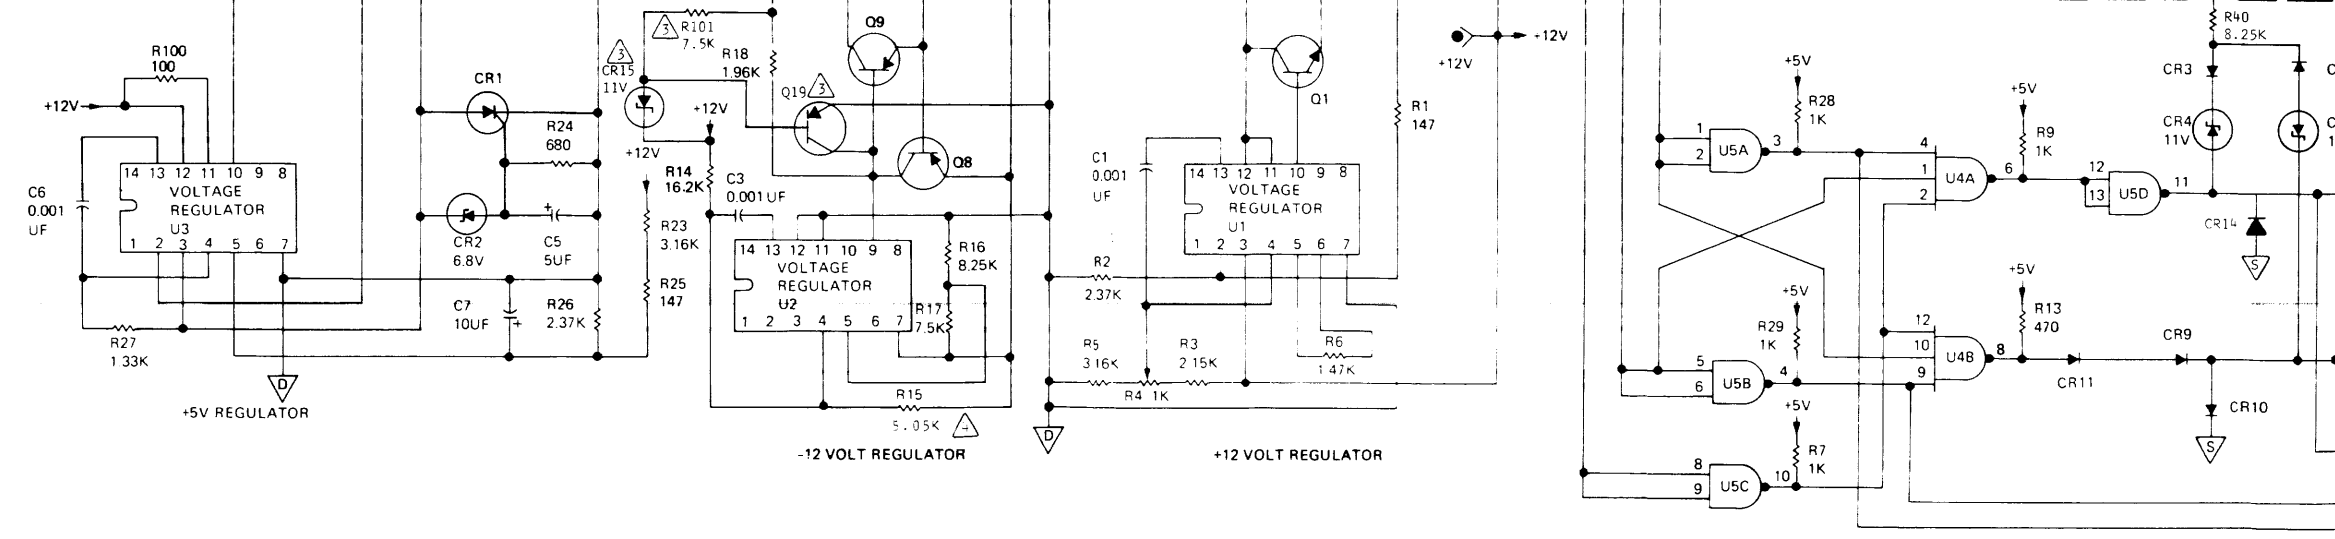 R100
100
+12V
C6
0.001
UF
14 13 12 11 10 9 8
VOLTAGE
REGULATOR
U3
1 2 3 4 5 6 7
R27
1.33K
D
+5V REGULATOR
CR1
R24
680
CR2
6.8V
+
C5
5UF
C7
10UF
+
R26
2.37K
3
R101
7.5K
3
CR15
11V
R18
1.96K
Q9
Q19
3
+12V
+12V
R14
16.2K
C3
0.001UF
Q8
R23
3.16K
R25
147
14 13 12 11 10 9 8
VOLTAGE
REGULATOR
U2
1 2 3 4 5 6 7
R16
8.25K
R17
7.5K
R15
5.05K
4
-12 VOLT REGULATOR
D
+12V
+12V
Q1
R1
147
C1
0.001
UF
14 13 12 11 10 9 8
VOLTAGE
REGULATOR
U1
1 2 3 4 5 6 7
R2
2.37K
R5
3.16K
R3
2.15K
R4 1K
R6
1.47K
+12 VOLT REGULATOR
+5V
R28
1K
1
2
U5A
3
4
1
2
U4A
6
+5V
R9
1K
12
13
U5D
11
R40
8.25K
CR3
CR4
11V
CR14
S
+5V
R29
1K
5
6
U5B
4
12
10
9
U4B
8
+5V
R13
470
CR11
CR9
CR10
S
+5V
R7
1K
8
9
U5C
10